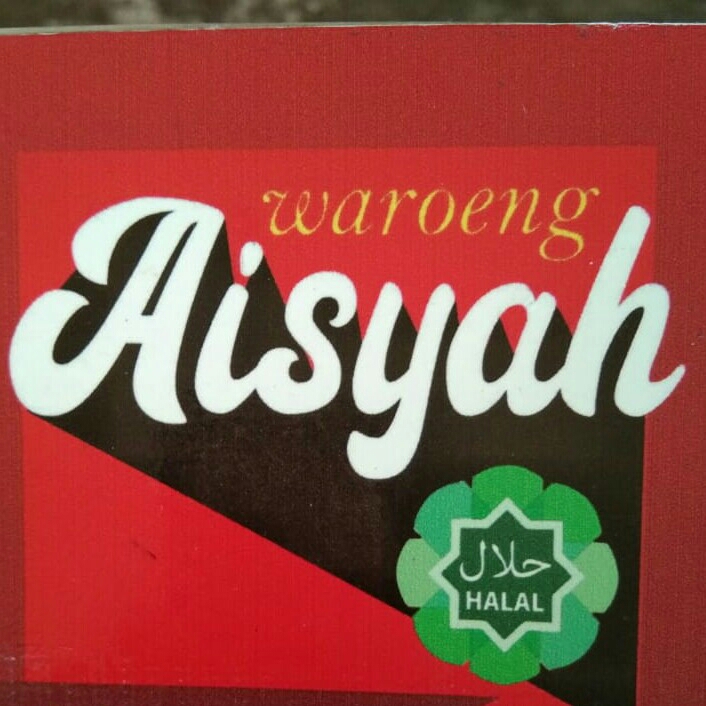 waroeng
Aisyah
حلال
HALAL